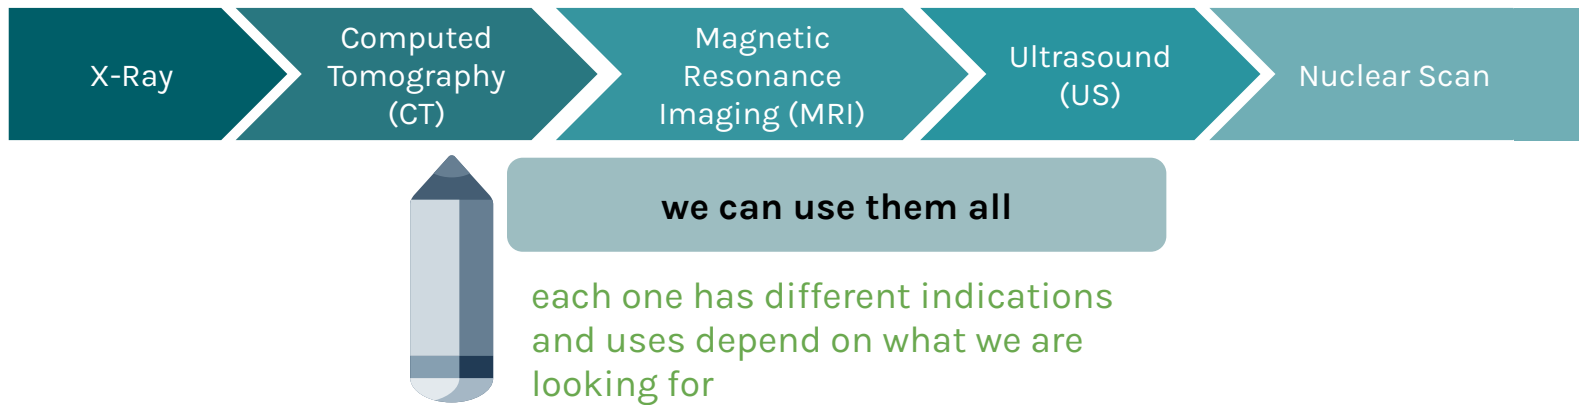 X-Ray
Computed
Tomography
(CT)
Magnetic
Resonance
Imaging (MRI)
Ultrasound
(US)
Nuclear Scan
we can use them all
each one has different indications
and uses depend on what we are
looking for